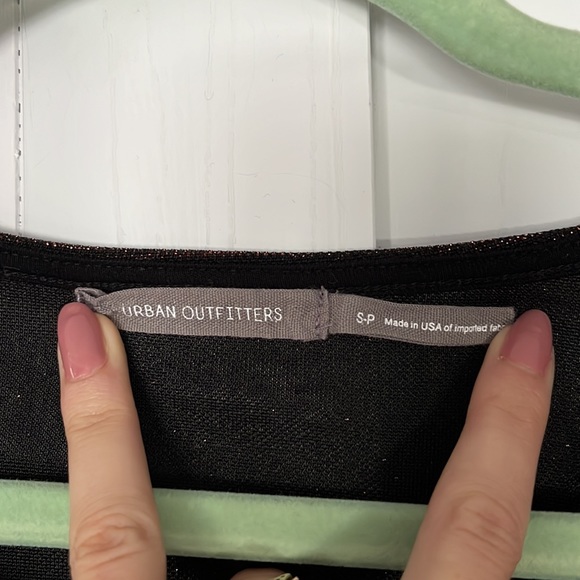 URBAN OUTFITTERS
S-P Made in USA of imported